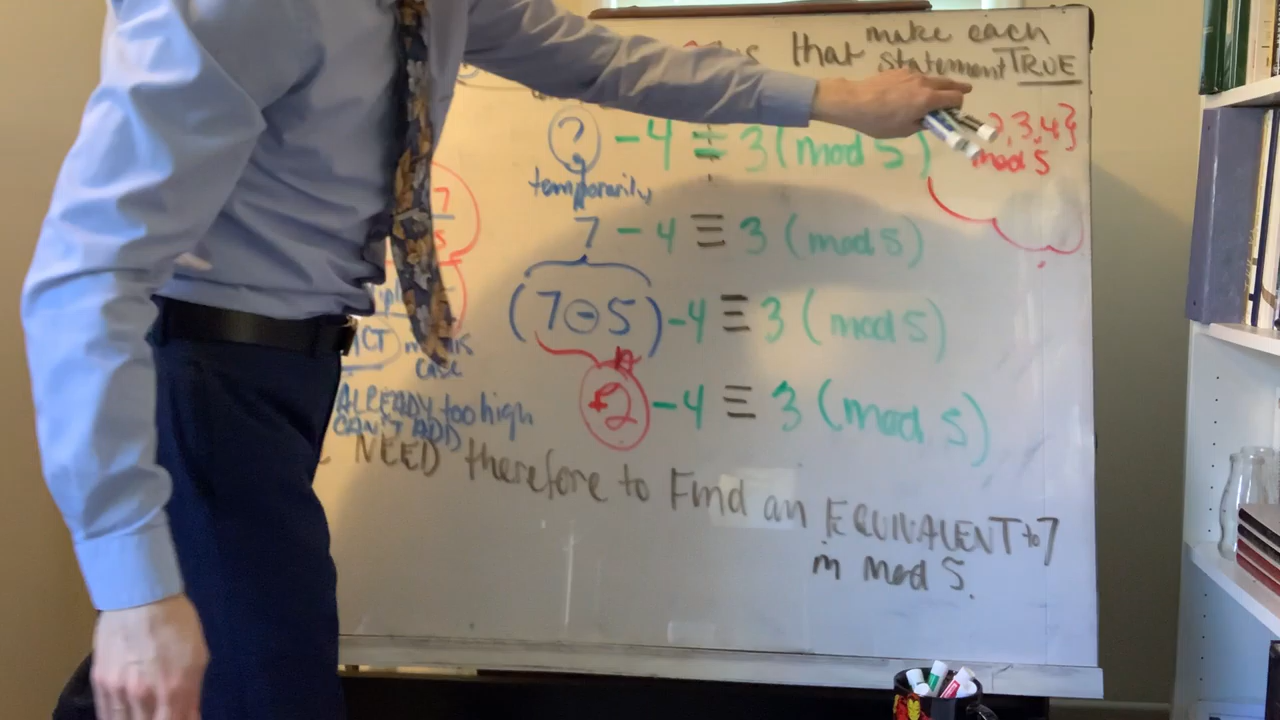 that make each
statement TRUE
? - 4 ≡ 3 (mod 5)
,3,4}
mod 5
temporarily
7
7 - 4 ≡ 3 (mod 5)
(7 - 5) - 4 ≡ 3 (mod 5)
case
+2 - 4 ≡ 3 (mod 5)
ALREADY too high
CAN'T ADD
NEED therefore to Find an EQUIVALENT to 7
in mod 5.